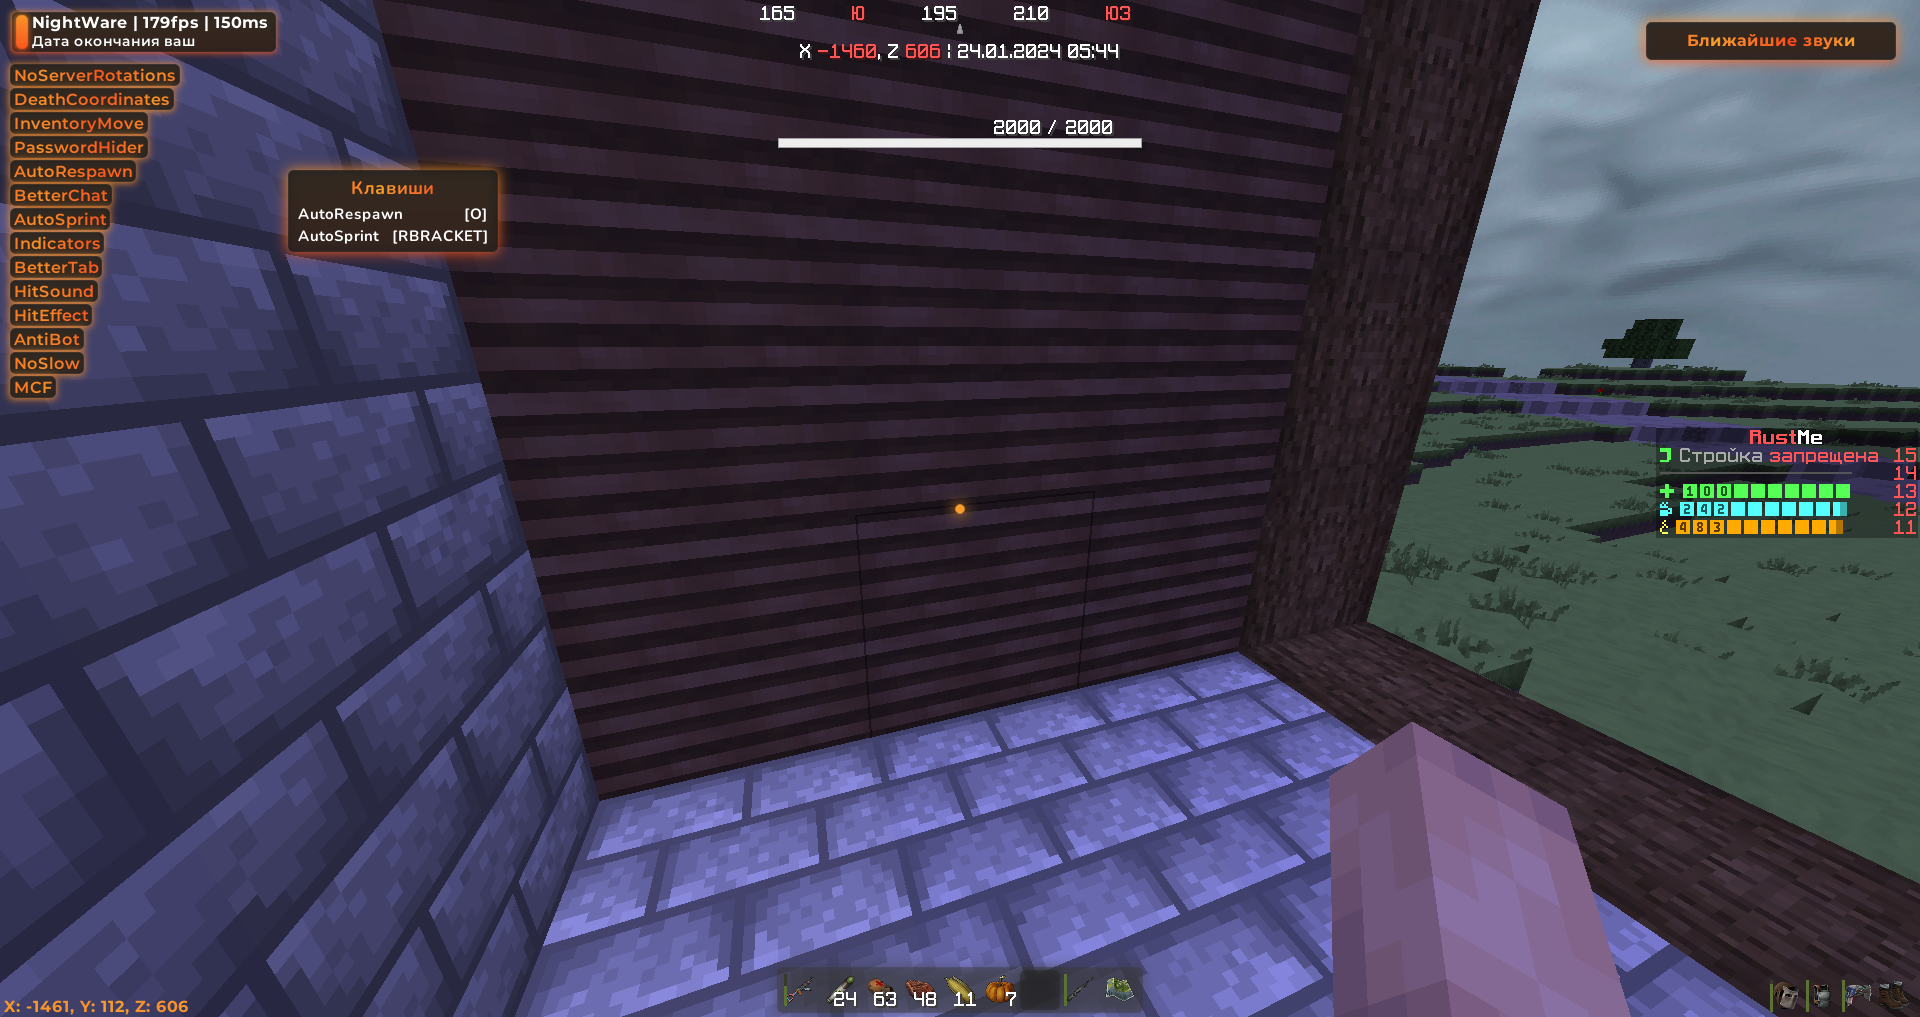 NightWare | 179fps | 150ms
Дата окончания ваш
165 Ю 195 210 ЮЗ
X -1460, Z 606 | 24.01.2024 05:44
Ближайшие звуки
NoServerRotations
DeathCoordinates
InventoryMove
PasswordHider
AutoRespawn
BetterChat
AutoSprint
Indicators
BetterTab
HitSound
HitEffect
AntiBot
NoSlow
MCF
2000 / 2000
Клавиши
AutoRespawn [O]
AutoSprint [RBRACKET]
RustMe
Стройка запрещена 15
14
100 13
242 12
483 11
24 63 48 11 7
X: -1461, Y: 112, Z: 606